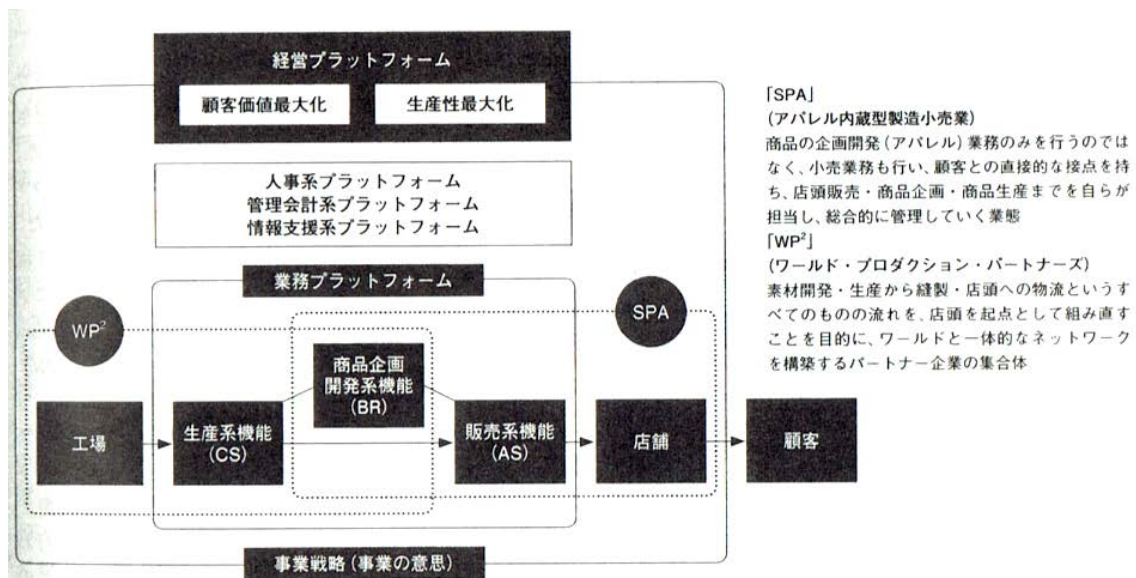 経営プラットフォーム
顧客価値最大化
生産性最大化
人事系プラットフォーム
管理会計系プラットフォーム
情報支援系プラットフォーム
業務プラットフォーム
WP²
SPA
商品企画
開発系機能
(BR)
工場
生産系機能
(CS)
販売系機能
(AS)
店舗
顧客
事業戦略(事業の意思)
「SPA」
(アパレル内蔵型製造小売業)
商品の企画開発(アパレル)業務のみを行うのでは
なく、小売業務も行い、顧客との直接的な接点を持
ち、店頭販売・商品企画・商品生産までを自らが
担当し、総合的に管理していく業態
「WP²」
(ワールド・プロダクション・パートナーズ)
素材開発・生産から縫製・店頭への物流というす
べてのものの流れを、店頭を起点として組み直す
ことを目的に、ワールドと一体的なネットワーク
を構築するパートナー企業の集合体